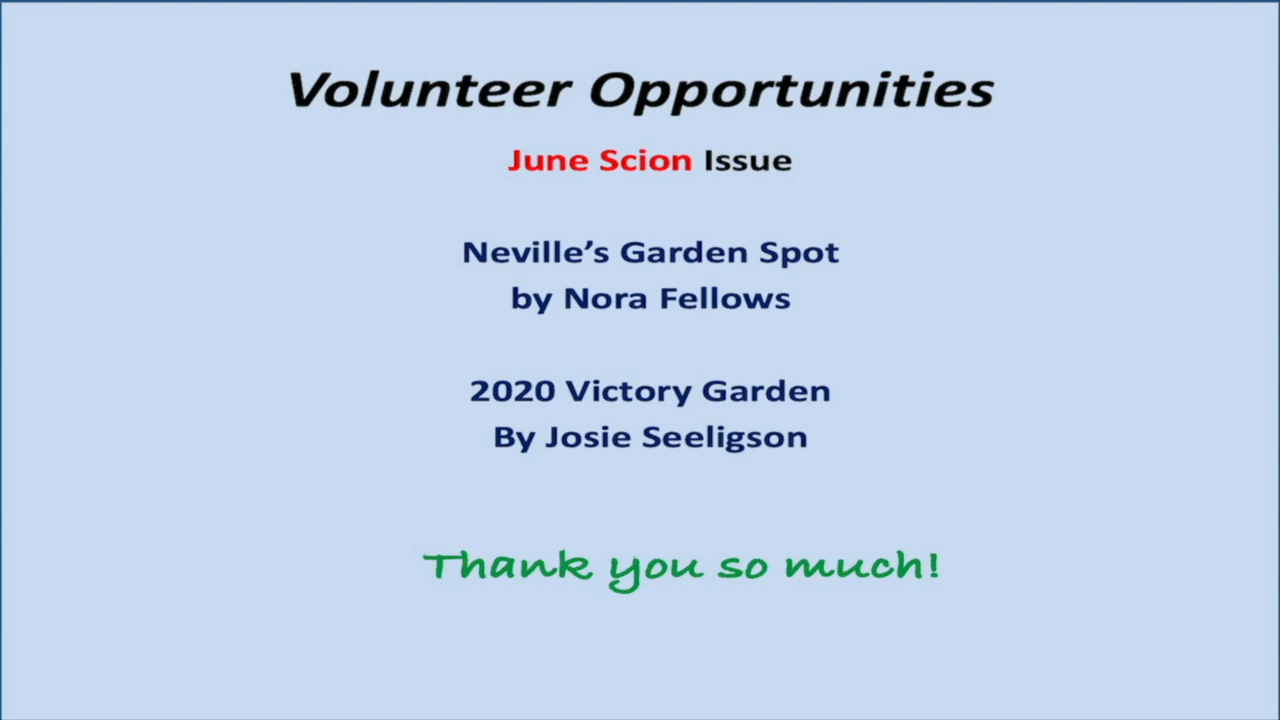 Volunteer Opportunities
June Scion Issue
Neville’s Garden Spot
by Nora Fellows
2020 Victory Garden
By Josie Seeligson
Thank you so much!